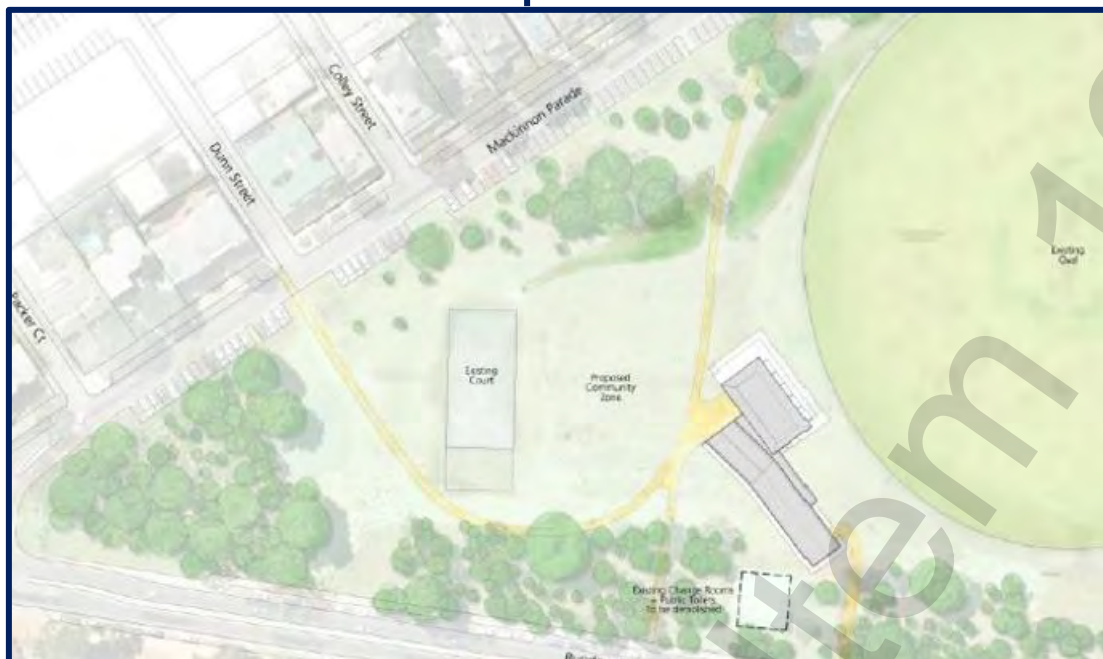 Colley Street
Mackinnon Parade
Dunn Street
Existing
Oval
Packer Ct
Existing
Court
Proposed
Community
Zone
Existing Change Rooms
+ Public Toilets
To be demolished